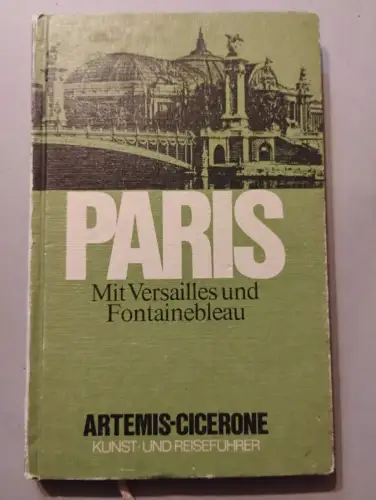 PARIS
Mit Versailles und
Fontainebleau
ARTEMIS-CICERONE
KUNST- UND REISEFÜHRER